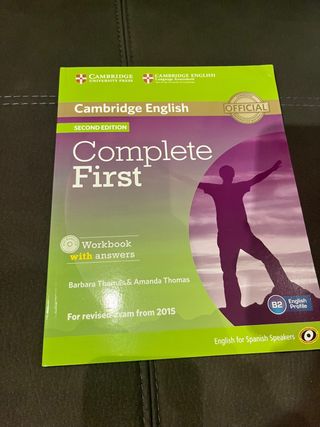 CAMBRIDGE UNIVERSITY PRESS
CAMBRIDGE ENGLISH
Language Assessment
Cambridge English
OFFICIAL
SECOND EDITION
Complete
First
Workbook
with answers
Barbara Thomas & Amanda Thomas
For revised exam from 2015
B2
English
Profile
English for Spanish Speakers